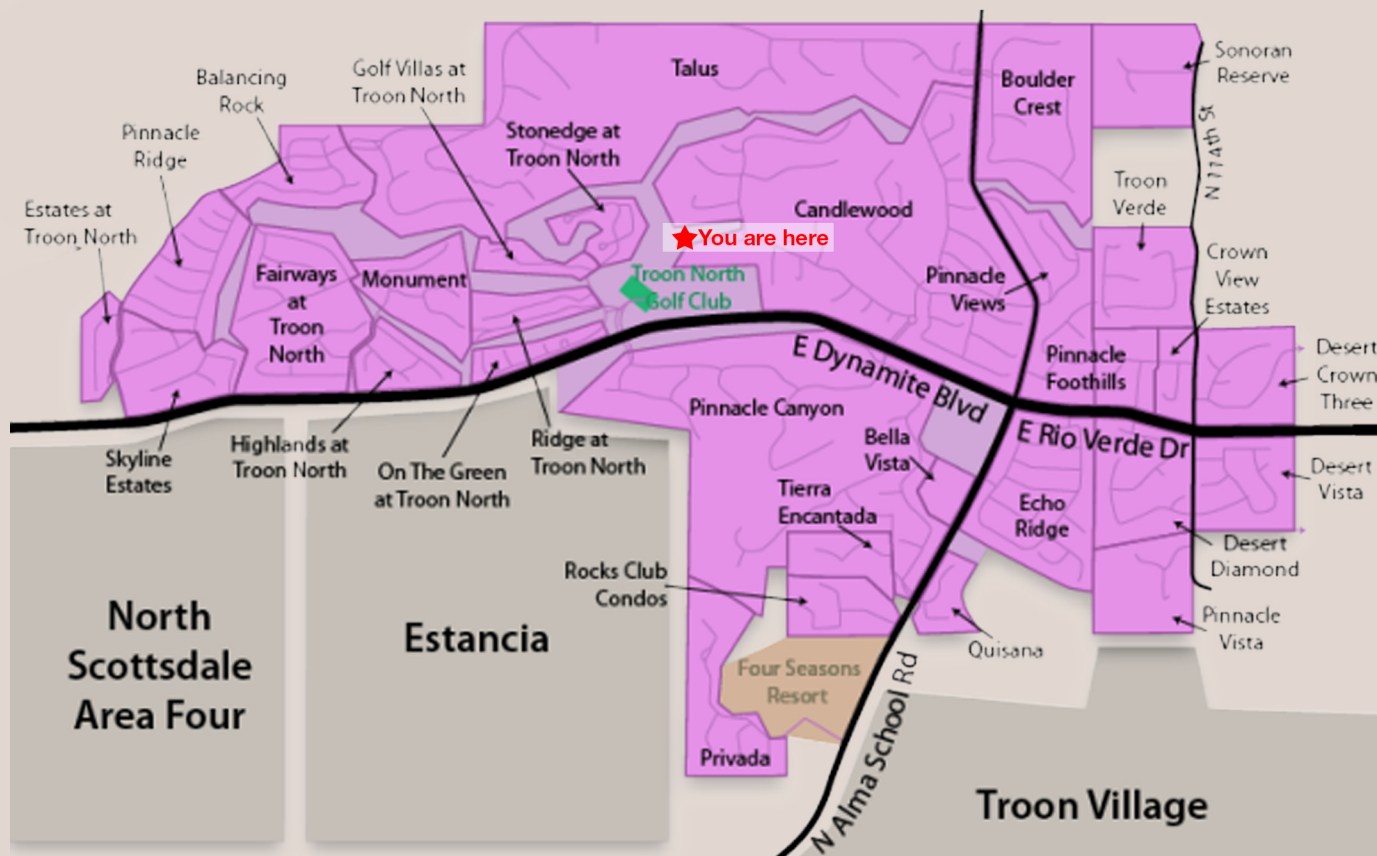 Talus
Boulder
Crest
Sonoran
Reserve
Golf Villas at
Troon North
Balancing
Rock
Pinnacle
Ridge
Stonedge at
Troon North
N 114th St
Troon
Verde
Estates at
Troon North
Candlewood
You are here
Crown
View
Estates
Fairways
at
Troon
North
Monument
Troon North
Golf Club
Pinnacle
Views
Pinnacle
Foothills
Desert
Crown
Three
E Dynamite Blvd
E Rio Verde Dr
Pinnacle Canyon
Highlands at
Troon North
Skyline
Estates
On The Green
at Troon North
Ridge at
Troon North
Bella
Vista
Tierra
Encantada
Echo
Ridge
Desert
Vista
Desert
Diamond
Rocks Club
Condos
Pinnacle
Vista
Quisana
North
Scottsdale
Area Four
Estancia
Four Seasons
Resort
Privada
N Alma School Rd
Troon Village